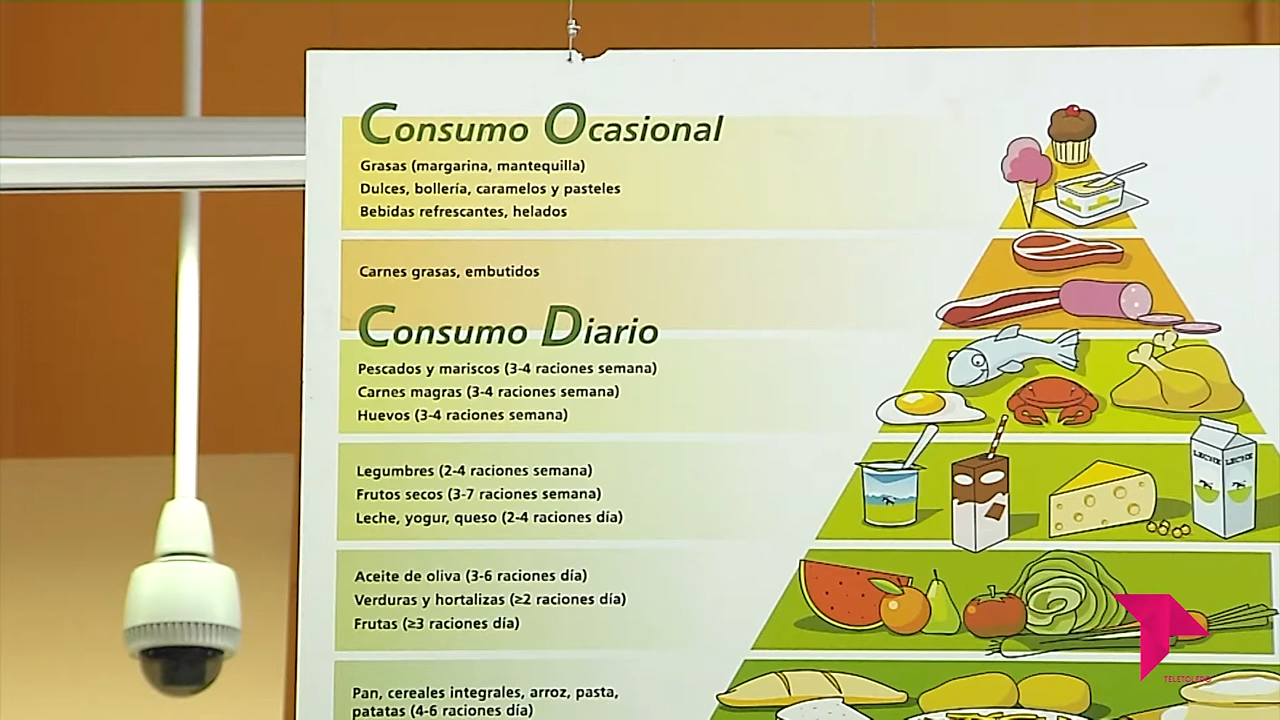 Consumo Ocasional
Grasas (margarina, mantequilla)
Dulces, bollería, caramelos y pasteles
Bebidas refrescantes, helados
Carnes grasas, embutidos
Consumo Diario
Pescados y mariscos (3-4 raciones semana)
Carnes magras (3-4 raciones semana)
Huevos (3-4 raciones semana)
Legumbres (2-4 raciones semana)
Frutos secos (3-7 raciones semana)
Leche, yogur, queso (2-4 raciones día)
LECHE LECHE
Aceite de oliva (3-6 raciones día)
Verduras y hortalizas (≥2 raciones día)
Frutas (≥3 raciones día)
Pan, cereales integrales, arroz, pasta,
patatas (4-6 raciones día)
TELETOLEDO